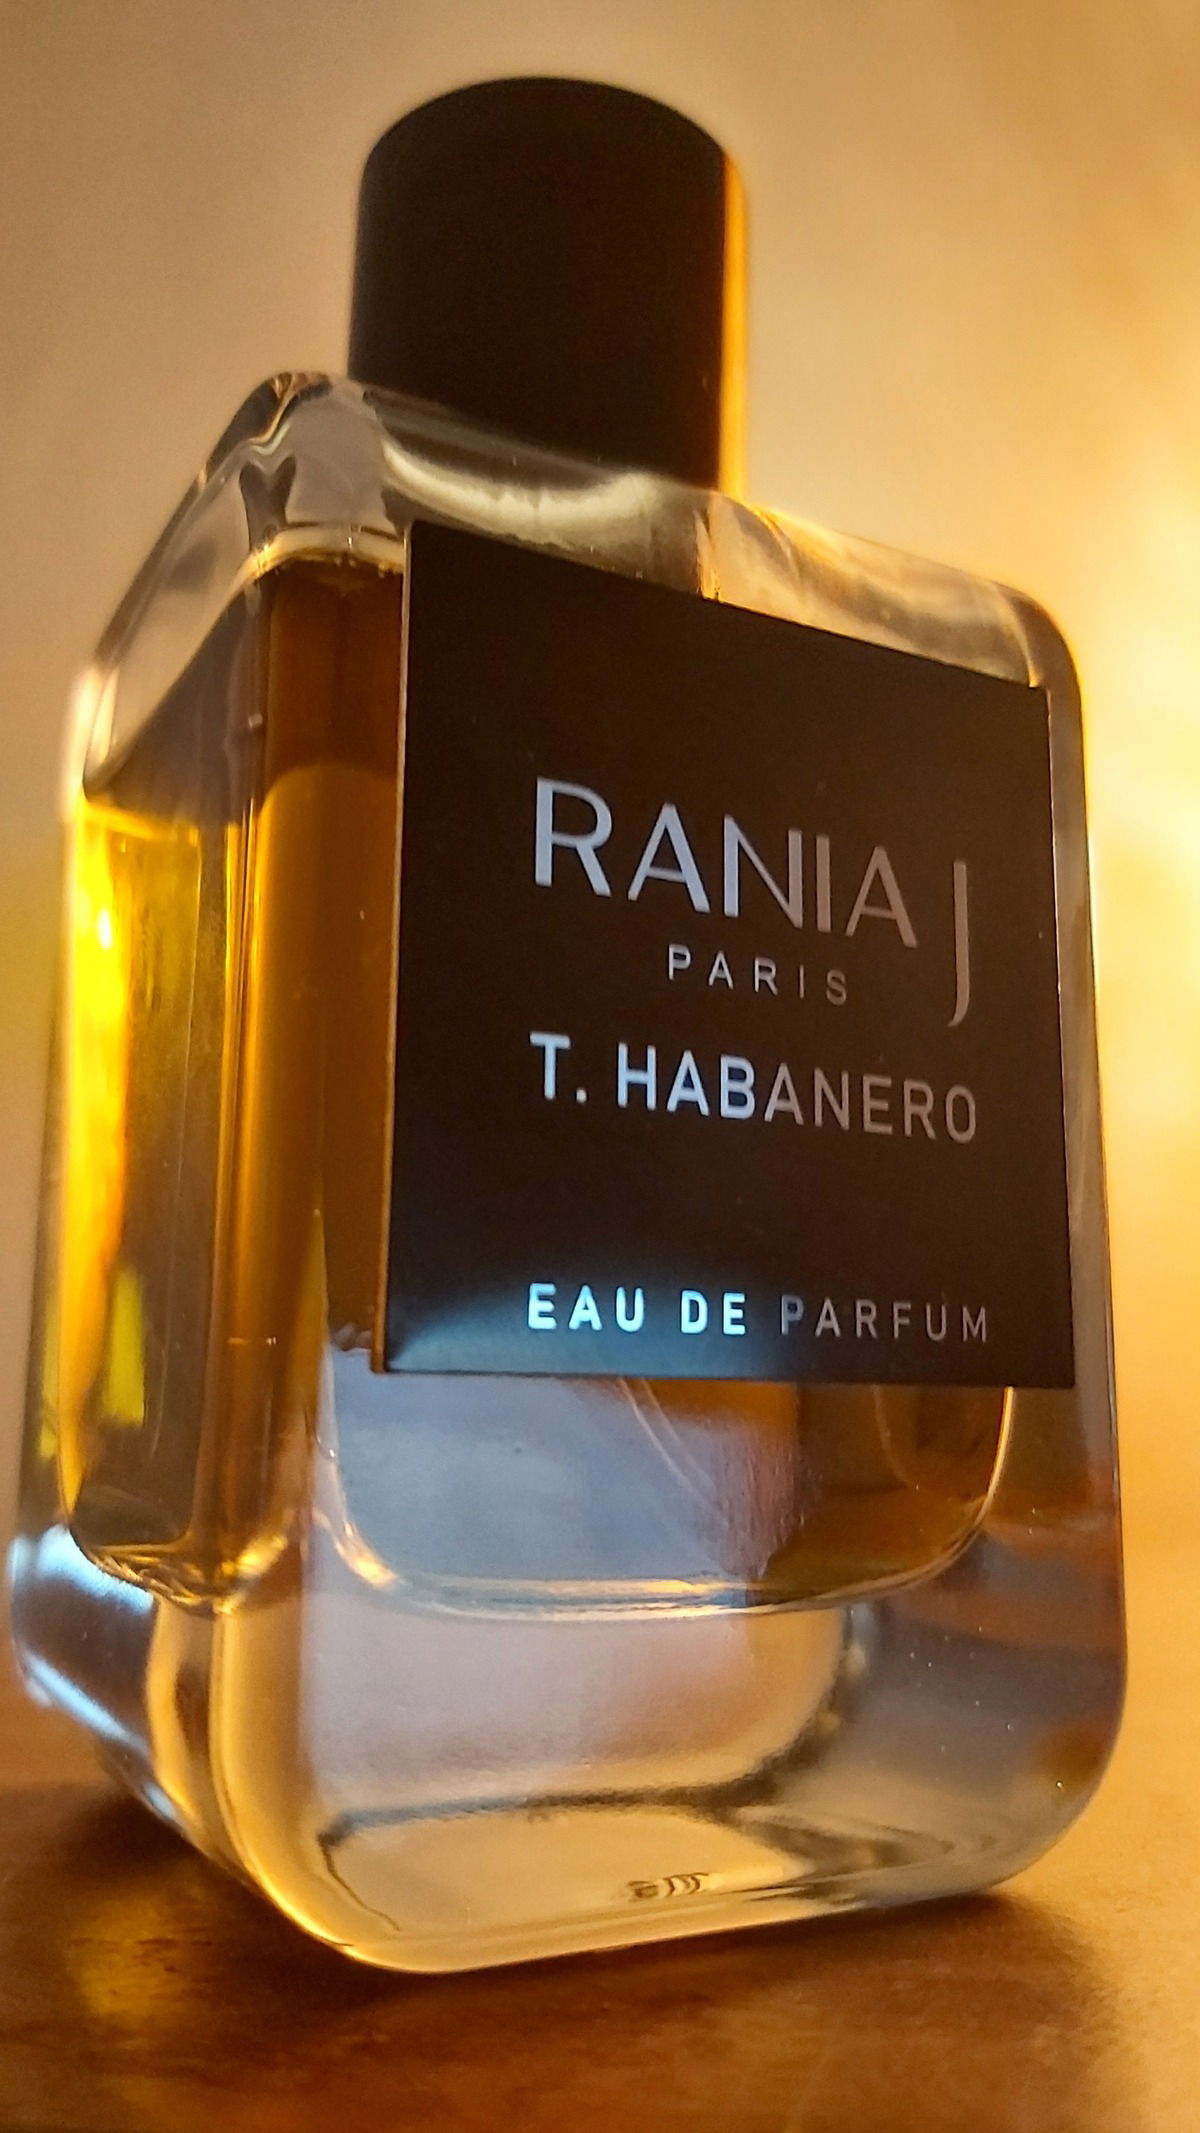 RANIA J
PARIS
T. HABANERO
EAU DE PARFUM